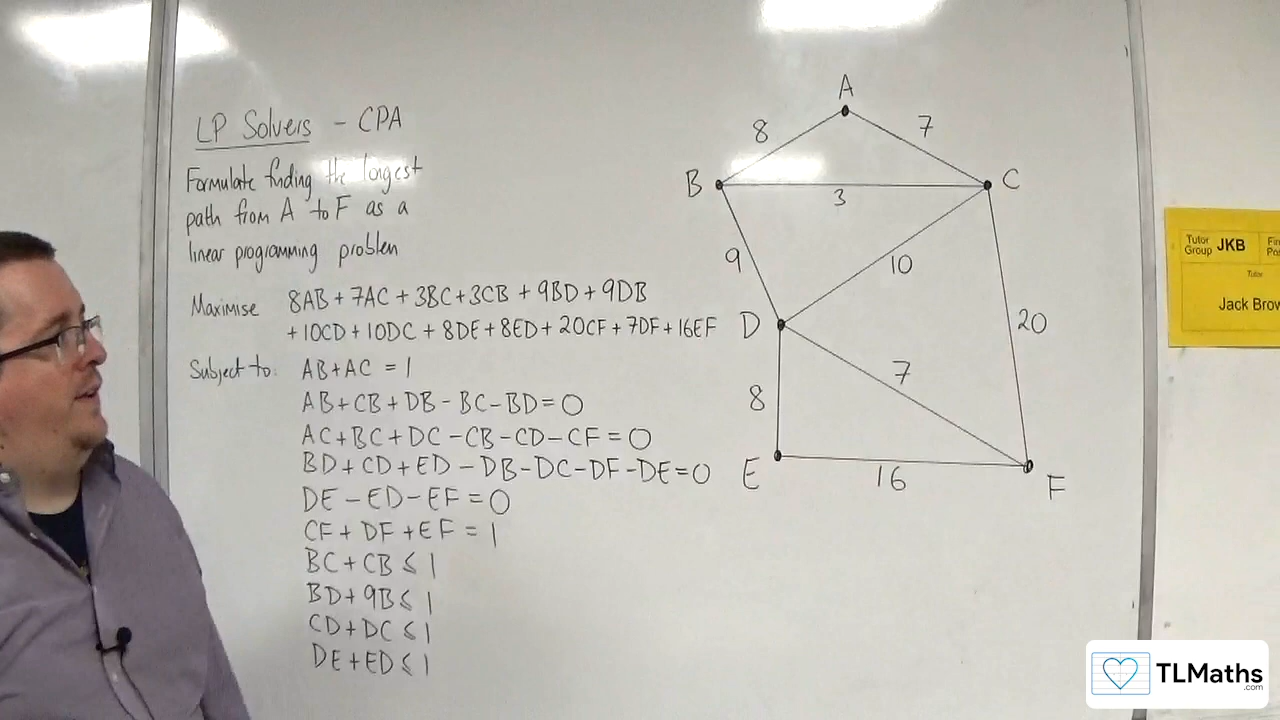 LP Solvers - CPA
Formulate finding the longest
path from A to F as a
linear programming problem
Maximise 8AB + 7AC + 3BC + 3CB + 9BD + 9DB
+ 10CD + 10DC + 8DE + 8ED + 20CF + 7DF + 16EF
Subject to: AB + AC = 1
AB + CB + DB - BC - BD = 0
AC + BC + DC - CB - CD - CF = 0
BD + CD + ED - DB - DC - DF - DE = 0
DE - ED - EF = 0
CF + DF + EF = 1
BC + CB ≤ 1
BD + 9B ≤ 1
CD + DC ≤ 1
DE + ED ≤ 1
A
8
7
B
C
3
9
10
D
20
7
8
E
16
F
Tutor
Group JKB
Tutor
Jack
TLMaths
.com